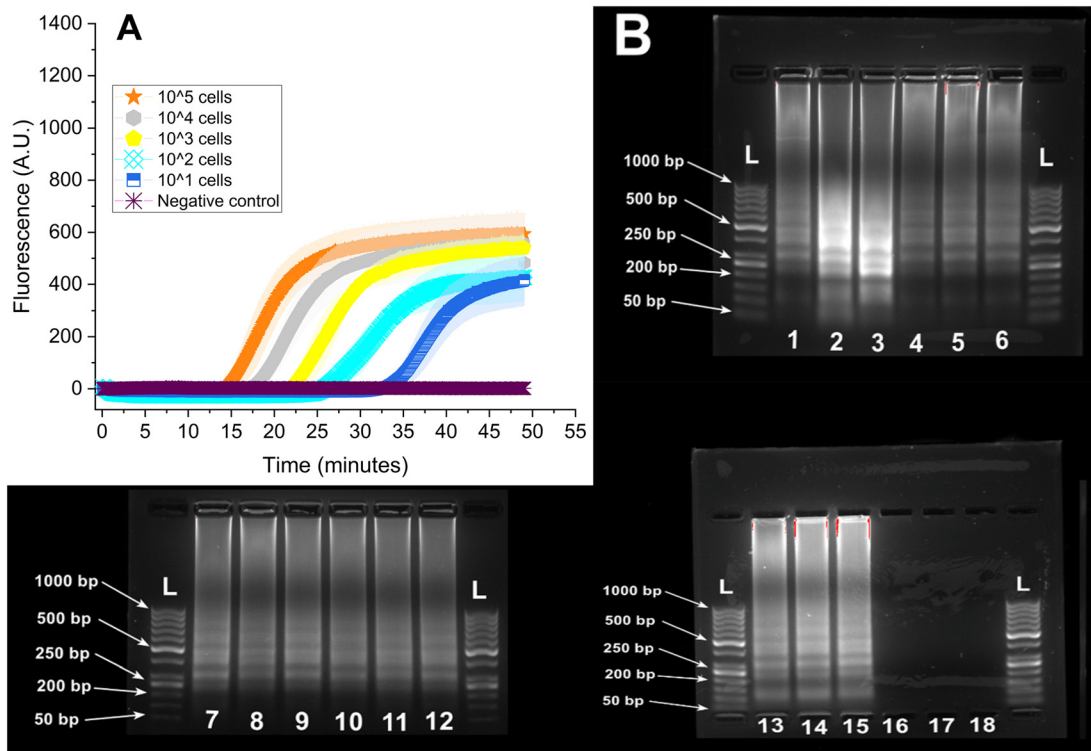 A
1400
1200
1000
800
600
400
200
0
Fluorescence (A.U.)
10^5 cells
10^4 cells
10^3 cells
10^2 cells
10^1 cells
Negative control
0 5 10 15 20 25 30 35 40 45 50 55
Time (minutes)
B
L
L
1000 bp
500 bp
250 bp
200 bp
50 bp
1 2 3 4 5 6
L
L
1000 bp
500 bp
250 bp
200 bp
50 bp
7 8 9 10 11 12
L
L
1000 bp
500 bp
250 bp
200 bp
50 bp
13 14 15 16 17 18